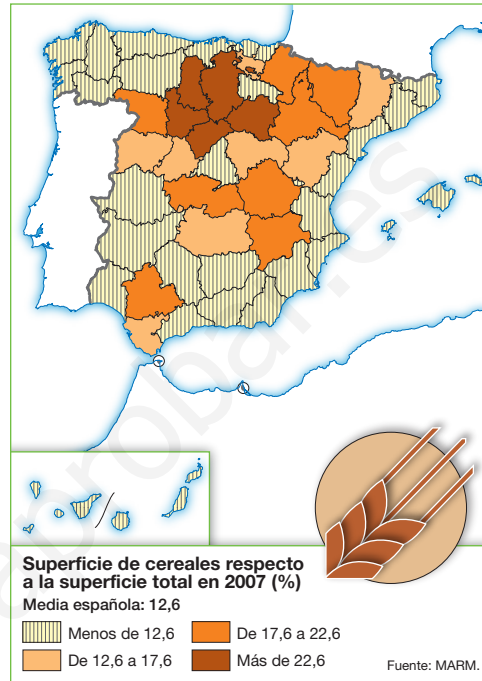 Superficie de cereales respecto
a la superficie total en 2007 (%)
Media española: 12,6
Menos de 12,6
De 17,6 a 22,6
De 12,6 a 17,6
Más de 22,6
Fuente: MARM.